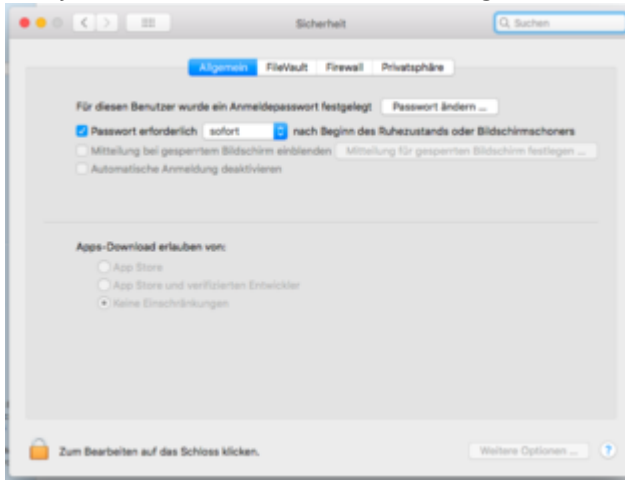 Sicherheit
Suchen
Allgemein FileVault Firewall Privatsphäre
Für diesen Benutzer wurde ein Anmeldepasswort festgelegt Passwort ändern ...
Passwort erforderlich sofort nach Beginn des Ruhezustands oder Bildschirmschoners
Mitteilung bei gesperrtem Bildschirm einblenden Mitteilung für gesperrten Bildschirm festlegen ...
Automatische Anmeldung deaktivieren
Apps-Download erlauben von:
App Store
App Store und verifizierten Entwickler
Keine Einschränkungen
Zum Bearbeiten auf das Schloss klicken.
Weitere Optionen ... ?